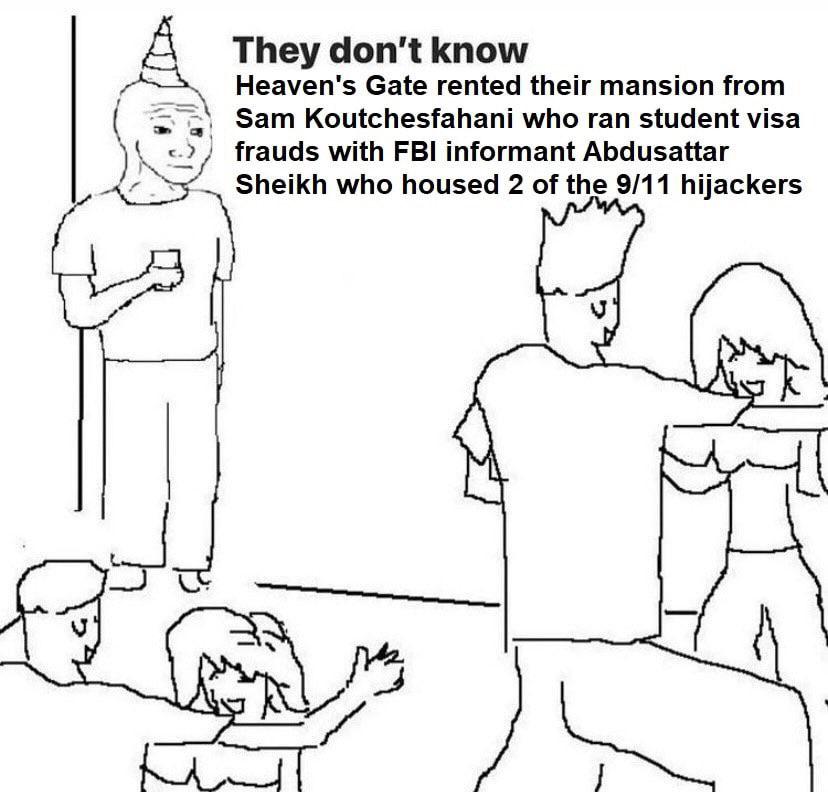 They don't know
Heaven's Gate rented their mansion from
Sam Koutchesfahani who ran student visa
frauds with FBI informant Abdusattar
Sheikh who housed 2 of the 9/11 hijackers